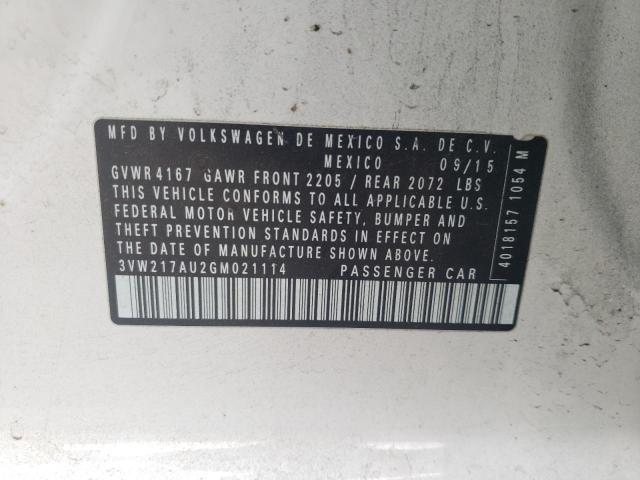 MFD BY VOLKSWAGEN DE MEXICO S.A. DE C.V.
MEXICO 09/15
GVWR 4167 GAWR FRONT 2205 / REAR 2072 LBS
THIS VEHICLE CONFORMS TO ALL APPLICABLE U.S.
FEDERAL MOTOR VEHICLE SAFETY, BUMPER AND
THEFT PREVENTION STANDARDS IN EFFECT ON
THE DATE OF MANUFACTURE SHOWN ABOVE.
3VW217AU2GM021114 PASSENGER CAR
4018157 1054 M